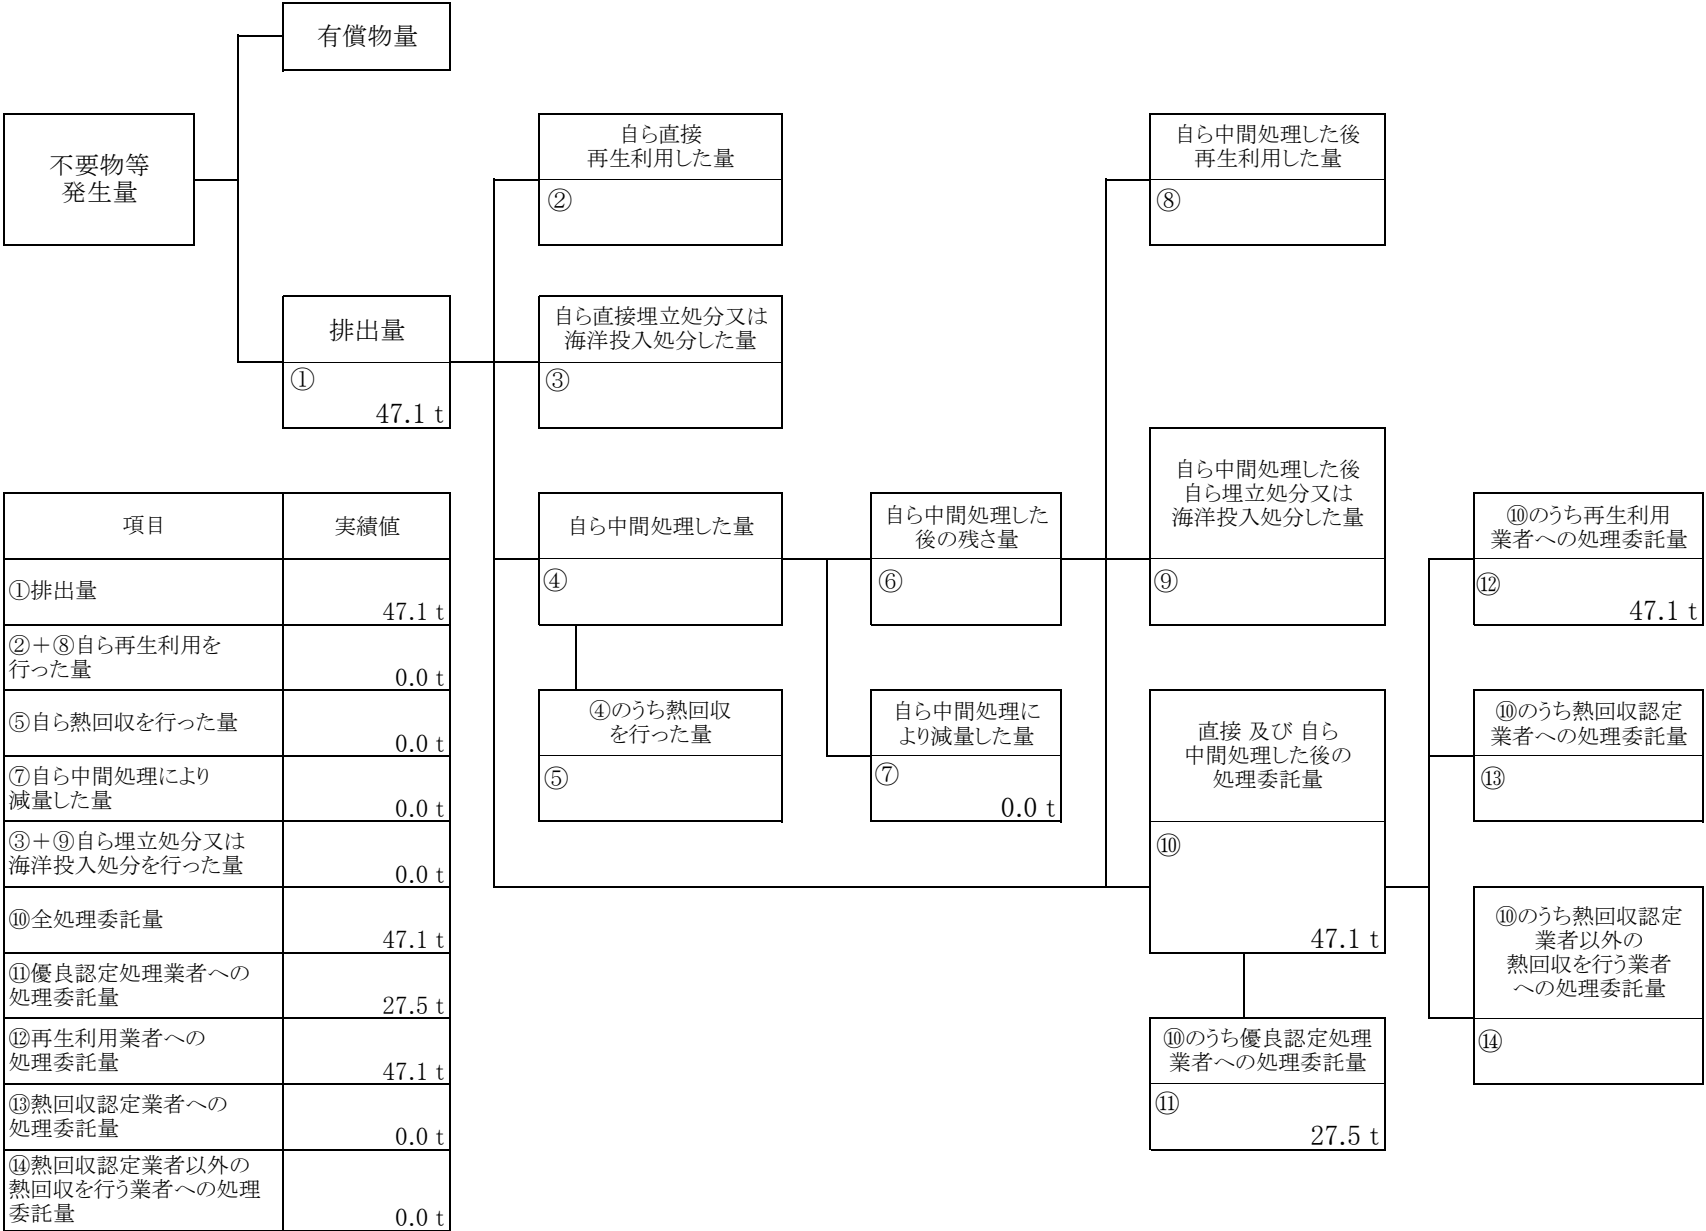 有償物量
不要物等
発生量
自ら直接
再生利用した量
②
自ら中間処理した後
再生利用した量
⑧
排出量
①
47.1 t
自ら直接埋立処分又は
海洋投入処分した量
③
自ら中間処理した量
④
自ら中間処理した
後の残さ量
⑥
自ら中間処理した後
自ら埋立処分又は
海洋投入処分した量
⑨
⑩のうち再生利用
業者への処理委託量
⑫
47.1 t
④のうち熱回収
を行った量
⑤
自ら中間処理に
より減量した量
⑦
0.0 t
直接 及び 自ら
中間処理した後の
処理委託量
⑩
47.1 t
⑩のうち熱回収認定
業者への処理委託量
⑬
⑩のうち熱回収認定
業者以外の
熱回収を行う業者
への処理委託量
⑭
⑩のうち優良認定処理
業者への処理委託量
⑪
27.5 t
項目
実績値
①排出量
47.1 t
②+⑧自ら再生利用を
行った量
0.0 t
⑤自ら熱回収を行った量
0.0 t
⑦自ら中間処理により
減量した量
0.0 t
③+⑨自ら埋立処分又は
海洋投入処分を行った量
0.0 t
⑩全処理委託量
47.1 t
⑪優良認定処理業者への
処理委託量
27.5 t
⑫再生利用業者への
処理委託量
47.1 t
⑬熱回収認定業者への
処理委託量
0.0 t
⑭熱回収認定業者以外の
熱回収を行う業者への処理
委託量
0.0 t